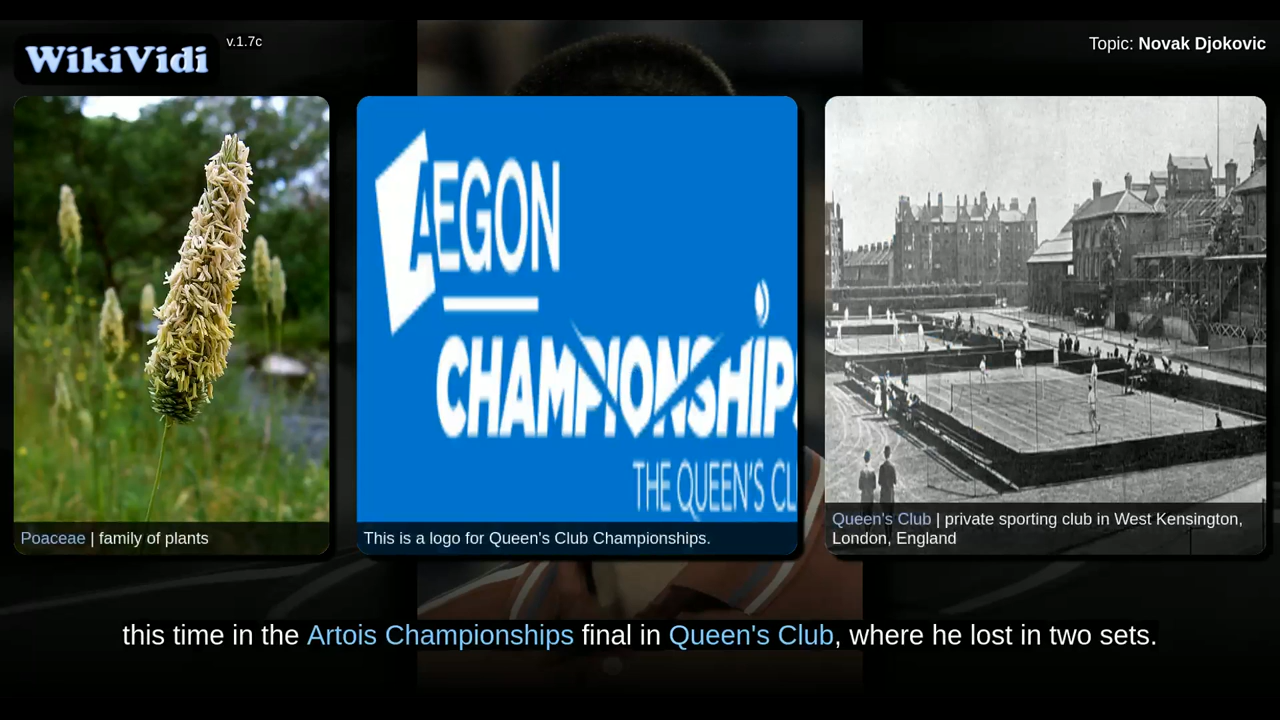 WikiVidi
v.1.7c
Topic: Novak Djokovic
AEGON
CHAMPIONSHIPS
THE QUEEN'S CL
Poaceae | family of plants
This is a logo for Queen's Club Championships.
Queen's Club | private sporting club in West Kensington,
London, England
this time in the Artois Championships final in Queen's Club, where he lost in two sets.